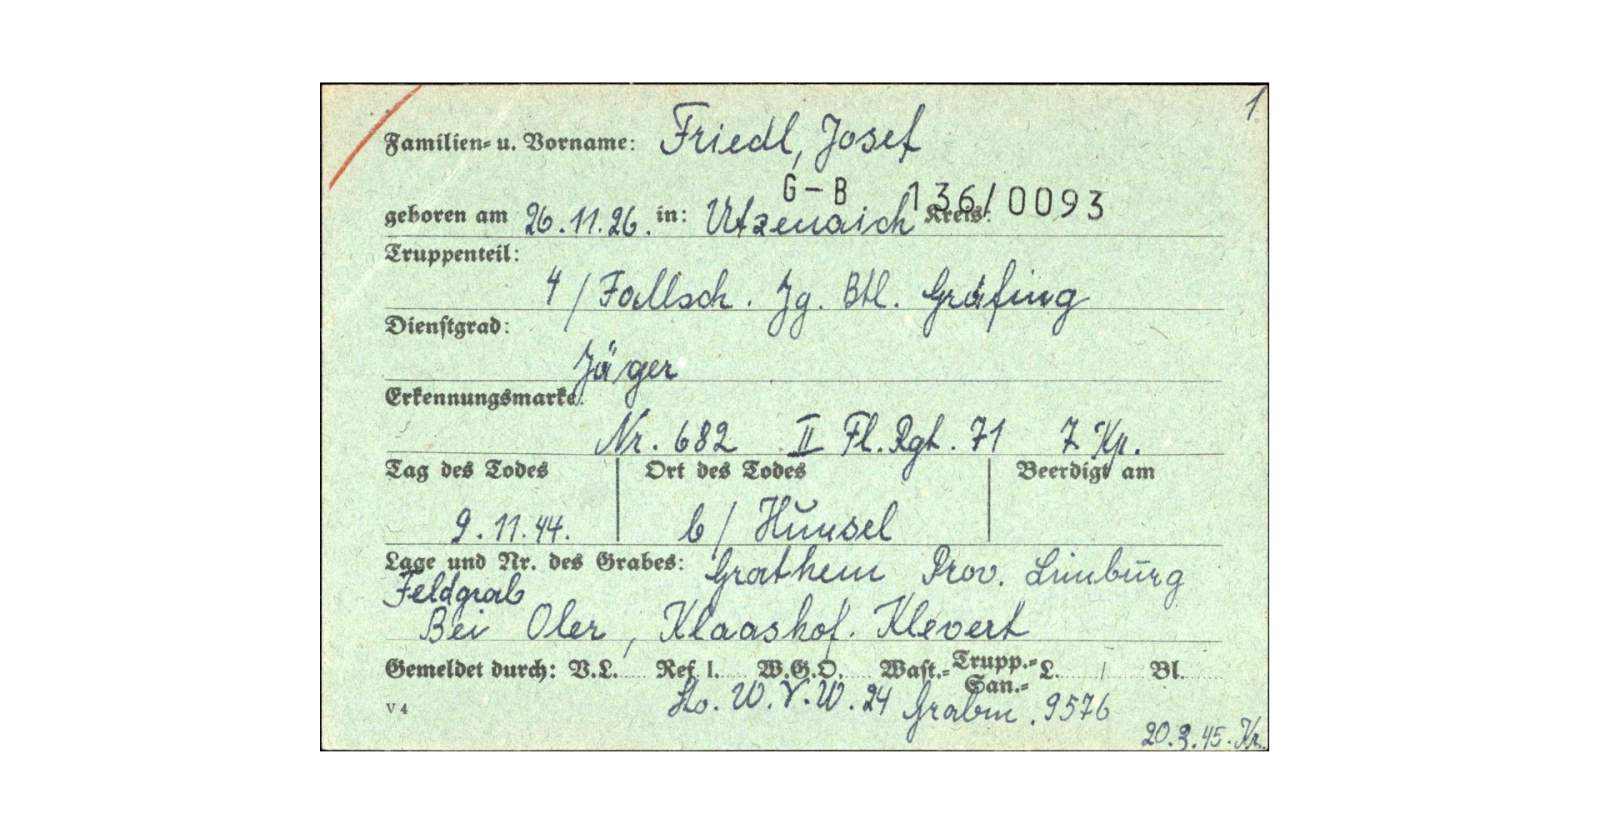 1
Familien- u. Vorname: Friedl, Josef
G-B 136/0093
geboren am 26.11.26. in: Utzenaich Kreis:
Truppenteil:
4/Fallsch. Jg. Btl. Gräfing
Dienstgrad:
Jäger
Erkennungsmarke:
Nr. 682 II Fl. Rgt. 71 7 Kp.
Tag des Todes Ort des Todes Beerdigt am
9.11.44. b/ Hunsel
Lage und Nr. des Grabes: Grathem Prov. Limburg
Feldgrab
Bei Oler, Klaashof. Klevert
Gemeldet durch: V.L. Ref. I. W.G.O. Wast.- Trupp.- San.- L. Bl.
W.V.W. 24 Grabm. 9576
V 4
20.3.45. Kr.